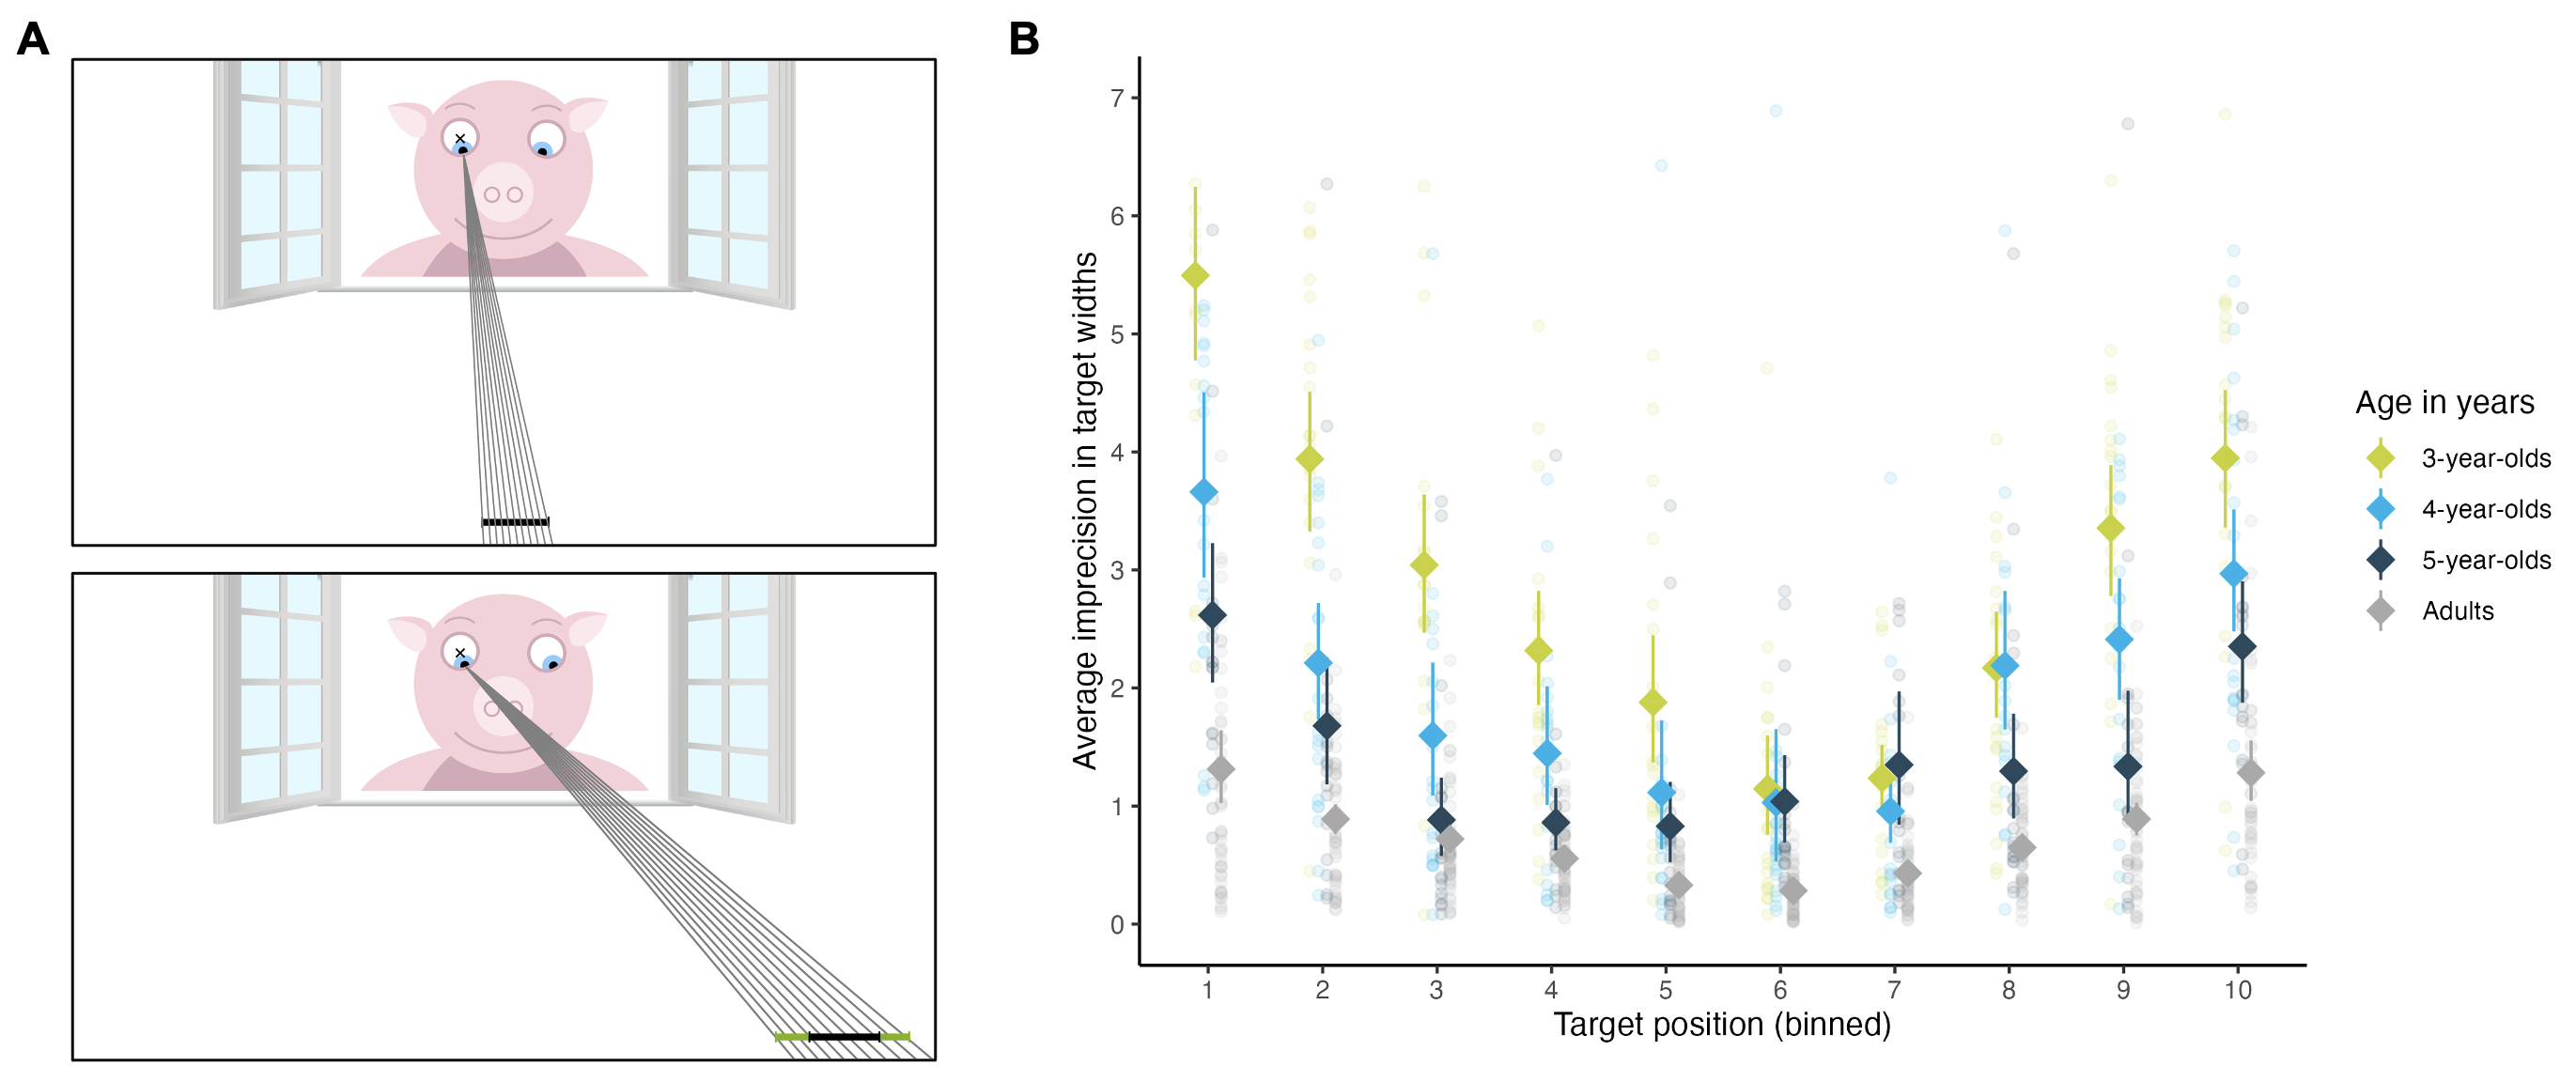 A
B
Average imprecision in target widths
7
6
5
4
3
2
1
0
1 2 3 4 5 6 7 8 9 10
Target position (binned)
Age in years
3-year-olds
4-year-olds
5-year-olds
Adults